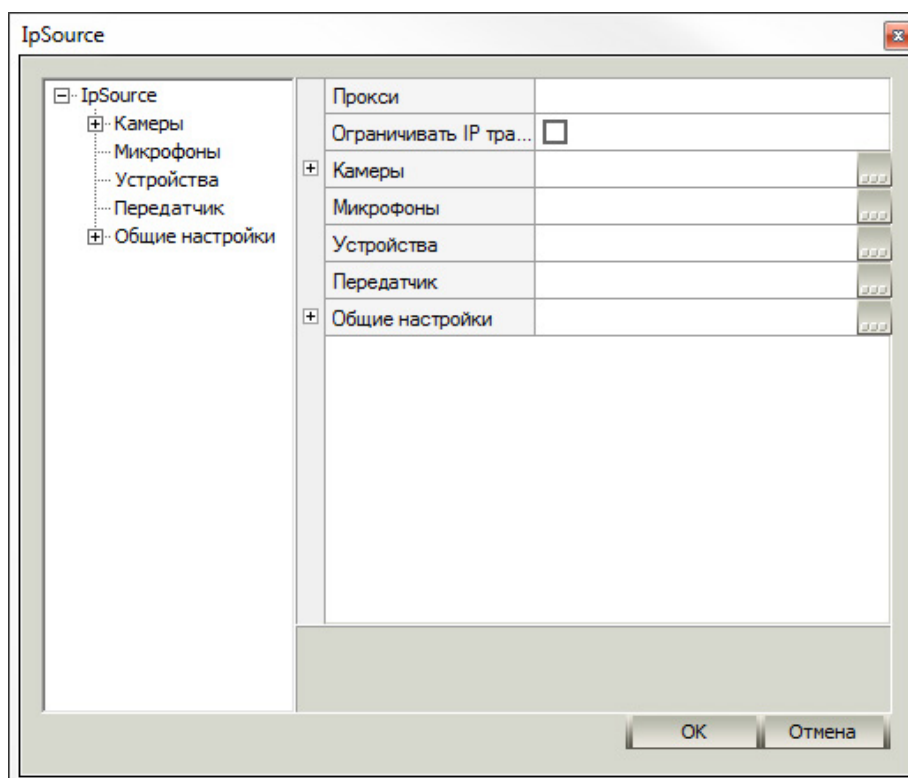 IpSource
IpSource
Камеры
Микрофоны
Устройства
Передатчик
Общие настройки
Прокси
Ограничивать IP тра...
Камеры
Микрофоны
Устройства
Передатчик
Общие настройки
OK
Отмена